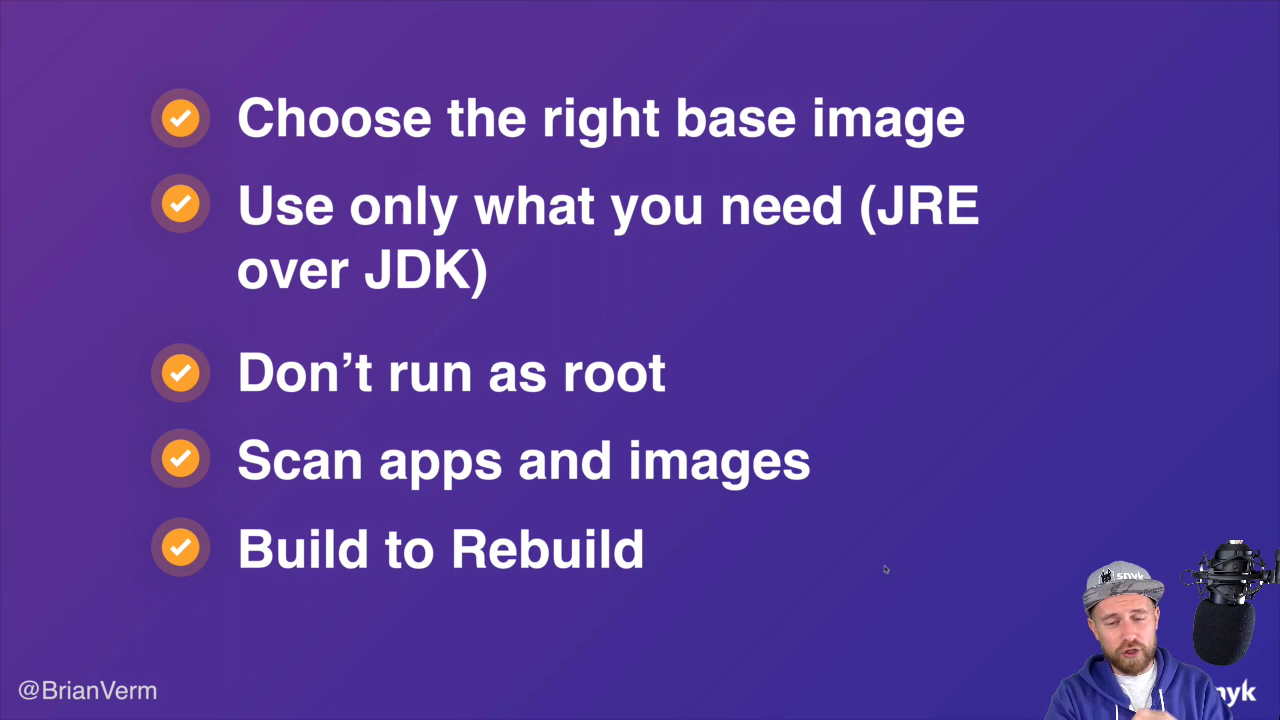 Choose the right base image
Use only what you need (JRE
over JDK)
Don’t run as root
Scan apps and images
Build to Rebuild
snyk
@BrianVerm